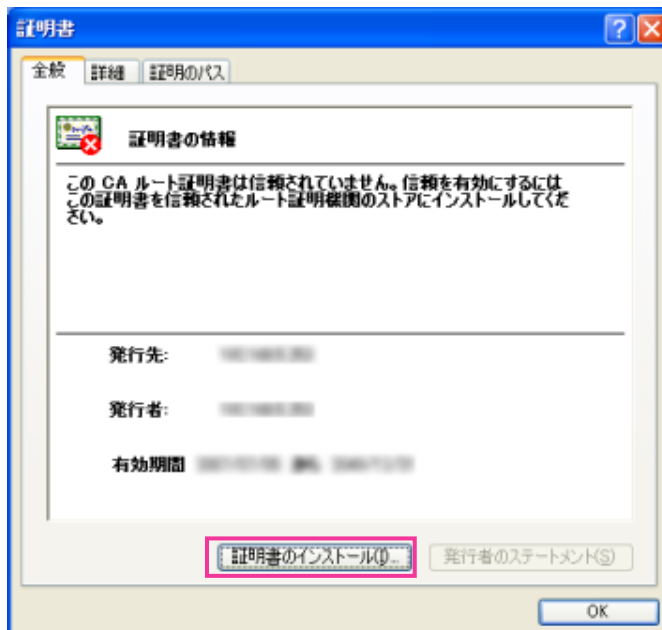 証明書
全般 詳細 証明のパス
証明書の情報
この CA ルート証明書は信頼されていません。信頼を有効にするには
この証明書を信頼されたルート証明機関のストアにインストールしてくだ
さい。
発行先:
発行者:
有効期間 から
証明書のインストール(I)... 発行者のステートメント(S)
OK